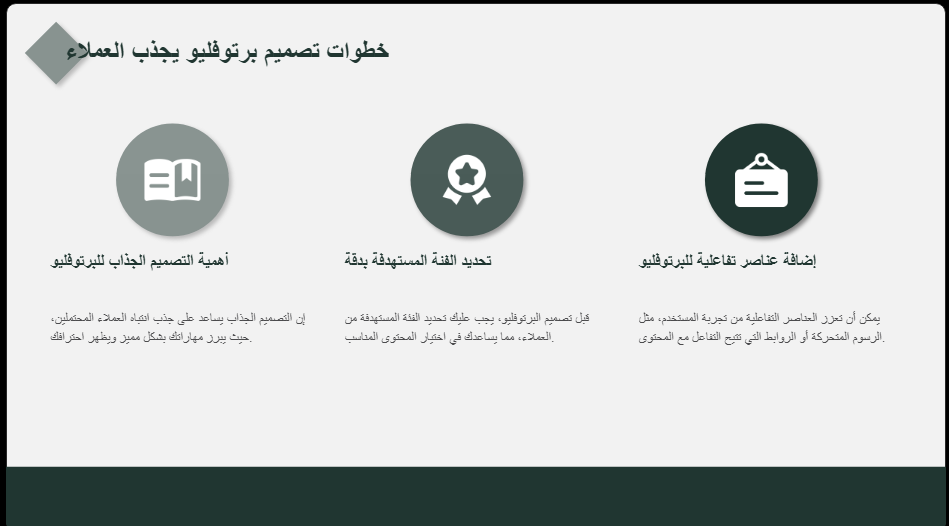 خطوات تصميم برتوفليو يجذب العملاء
إضافة عناصر تفاعلية للبرتوفليو
يمكن أن تعزز العناصر التفاعلية من تجربة المستخدم، مثل
الرسوم المتحركة أو الروابط التي تتيح التفاعل مع المحتوى.
تحديد الفئة المستهدفة بدقة
قبل تصميم البرتوفليو، يجب عليك تحديد الفئة المستهدفة من
العملاء، مما يساعدك في اختيار المحتوى المناسب.
أهمية التصميم الجذاب للبرتوفليو
إن التصميم الجذاب يساعد على جذب انتباه العملاء المحتملين،
حيث يبرز مهاراتك بشكل مميز ويظهر احترافك.